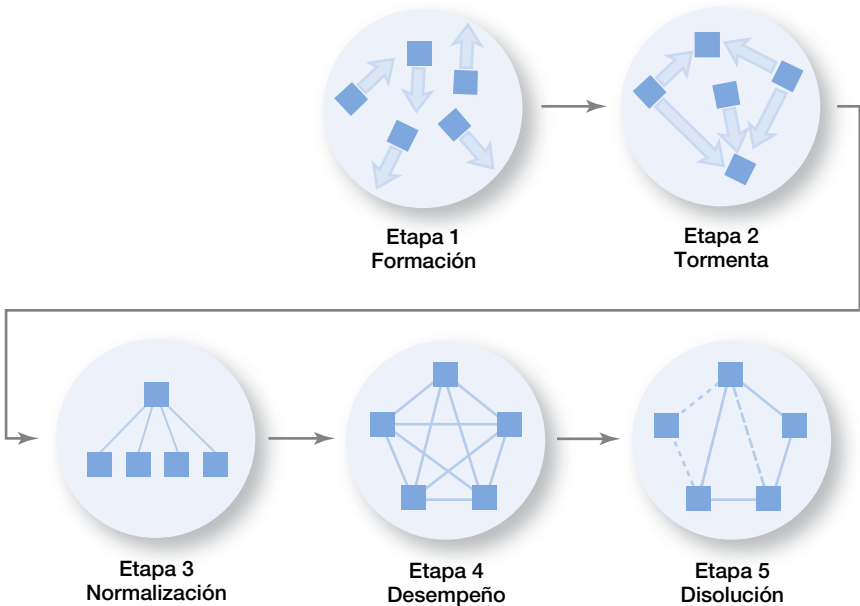 Etapa 1
Formación
Etapa 2
Tormenta
Etapa 3
Normalización
Etapa 4
Desempeño
Etapa 5
Disolución